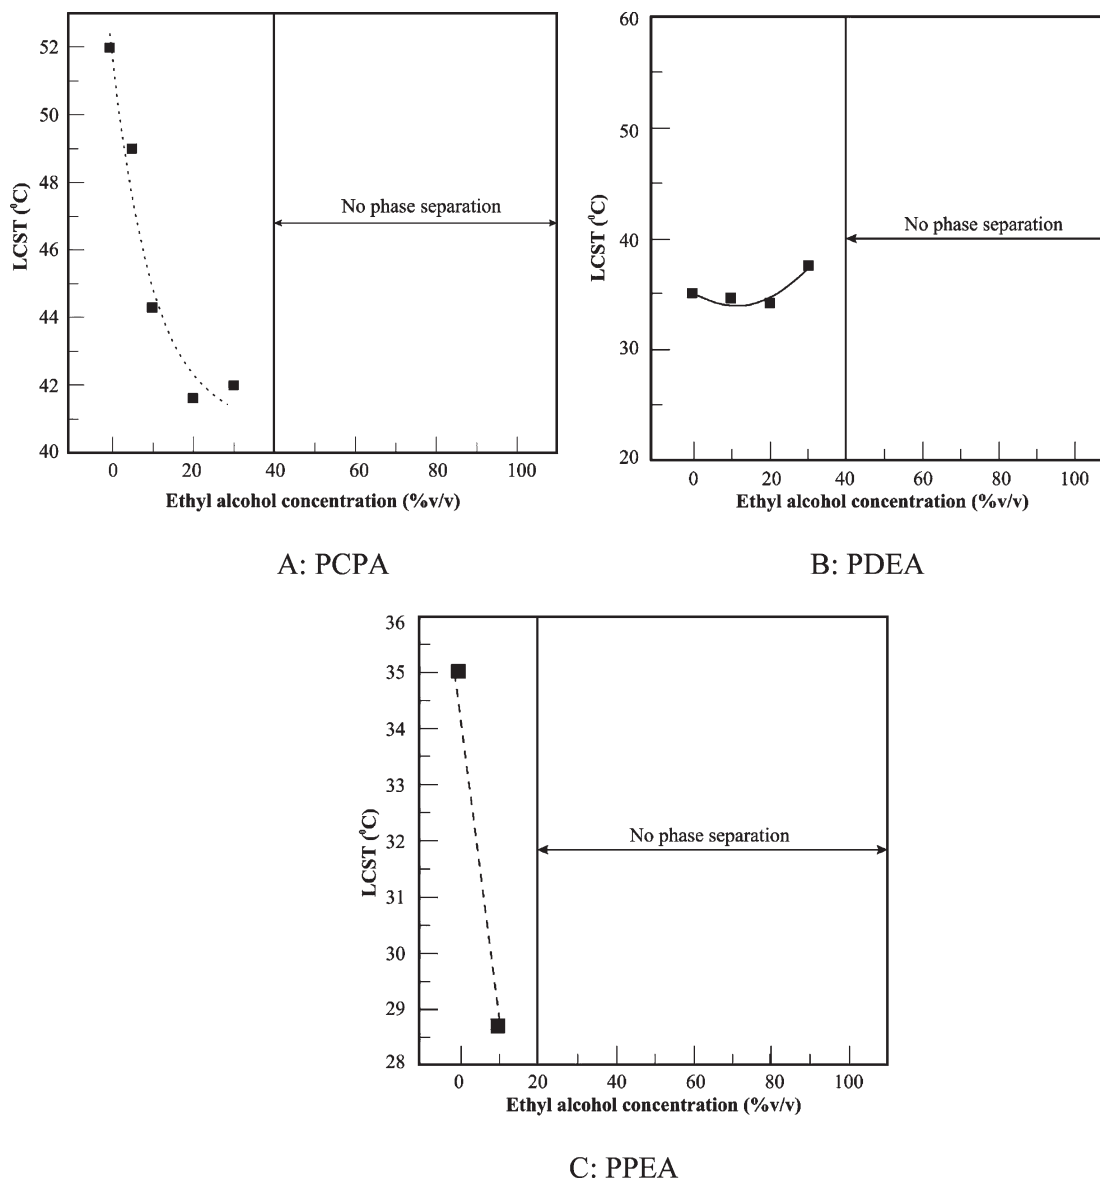 52
50
48
46
44
42
40
LCST (⁰C)
No phase separation
0 20 40 60 80 100
Ethyl alcohol concentration (%v/v)
A: PCPA
60
50
40
30
20
LCST (⁰C)
No phase separation
0 20 40 60 80 100
Ethyl alcohol concentration (%v/v)
B: PDEA
36
35
34
33
32
31
30
29
28
LCST (⁰C)
No phase separation
0 20 40 60 80 100
Ethyl alcohol concentration (%v/v)
C: PPEA